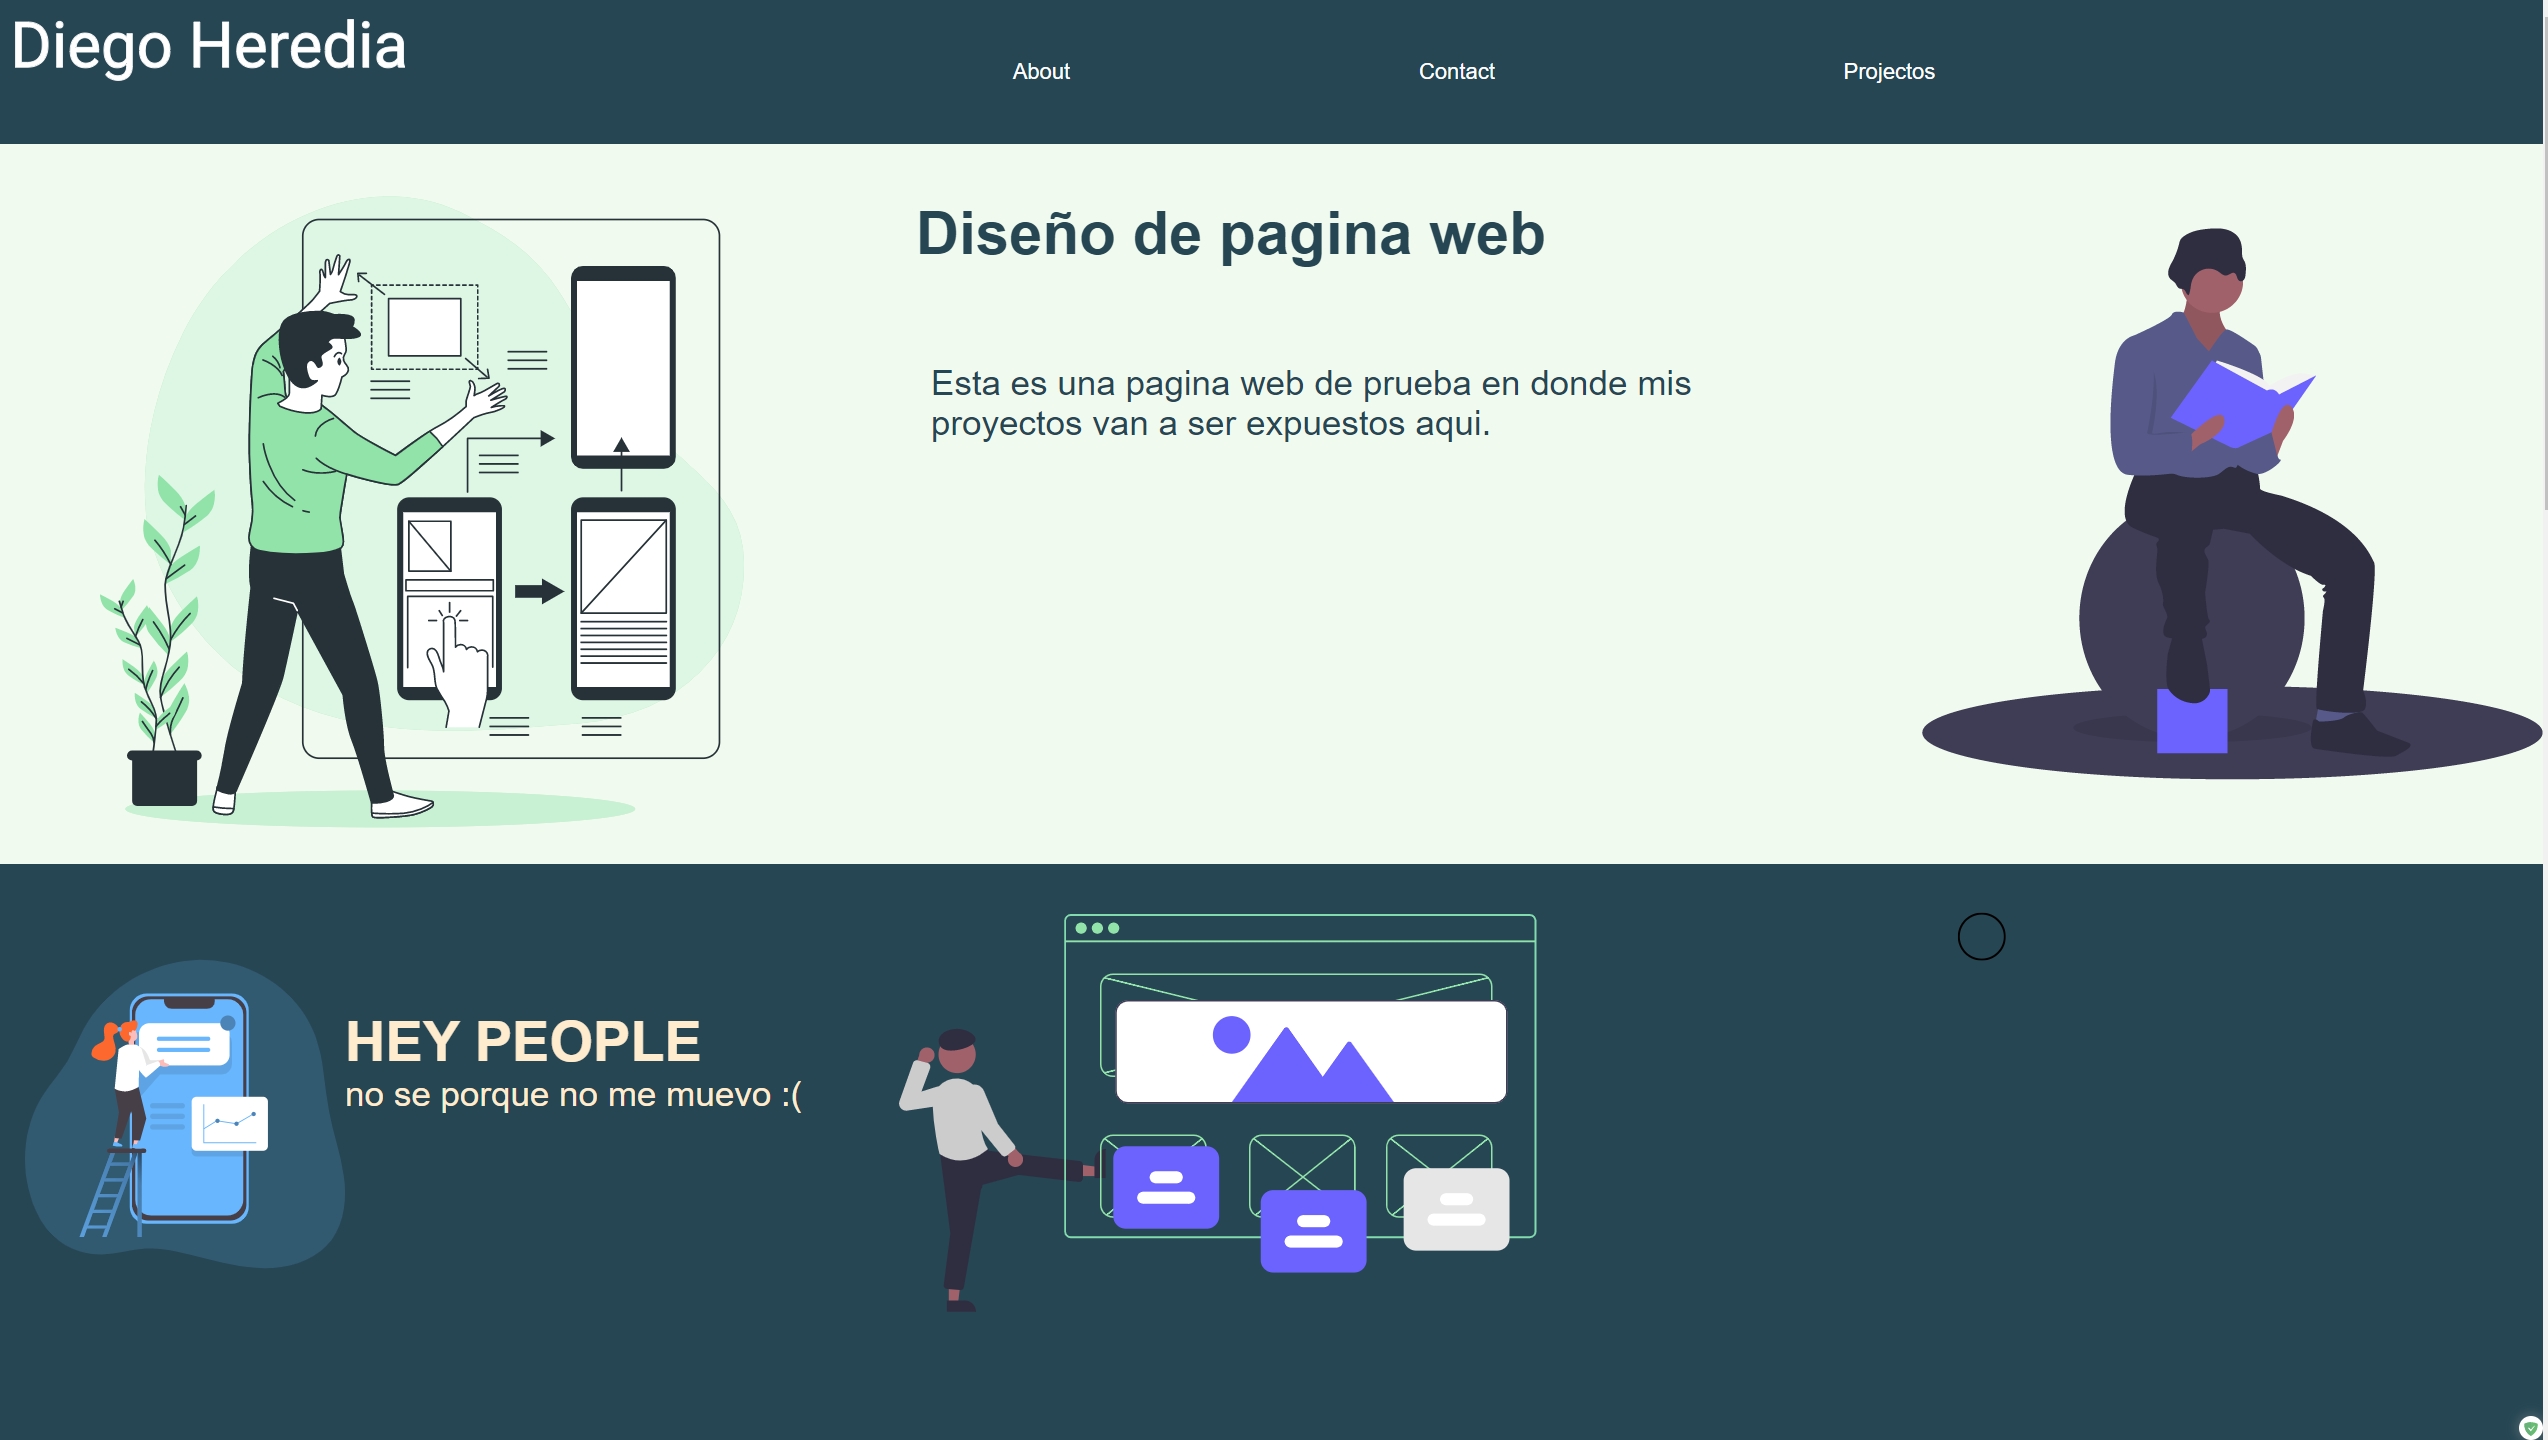 Diego Heredia
About
Contact
Projectos
Diseño de pagina web
Esta es una pagina web de prueba en donde mis
proyectos van a ser expuestos aqui.
HEY PEOPLE
no se porque no me muevo :(